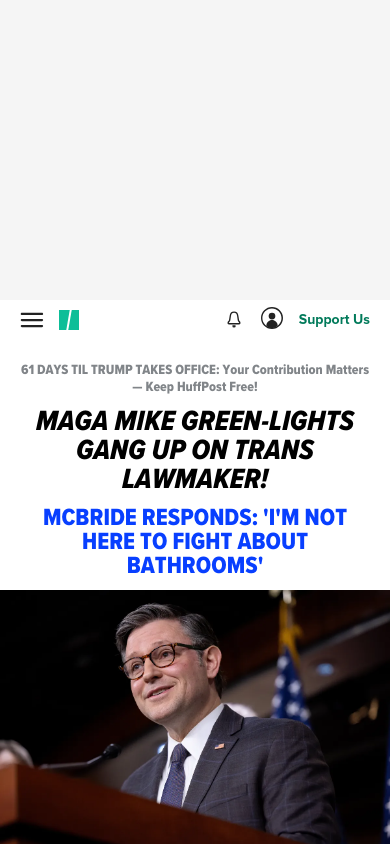 Support Us
61 DAYS TIL TRUMP TAKES OFFICE: Your Contribution Matters
— Keep HuffPost Free!
MAGA MIKE GREEN-LIGHTS
GANG UP ON TRANS
LAWMAKER!
MCBRIDE RESPONDS: 'I'M NOT
HERE TO FIGHT ABOUT
BATHROOMS'